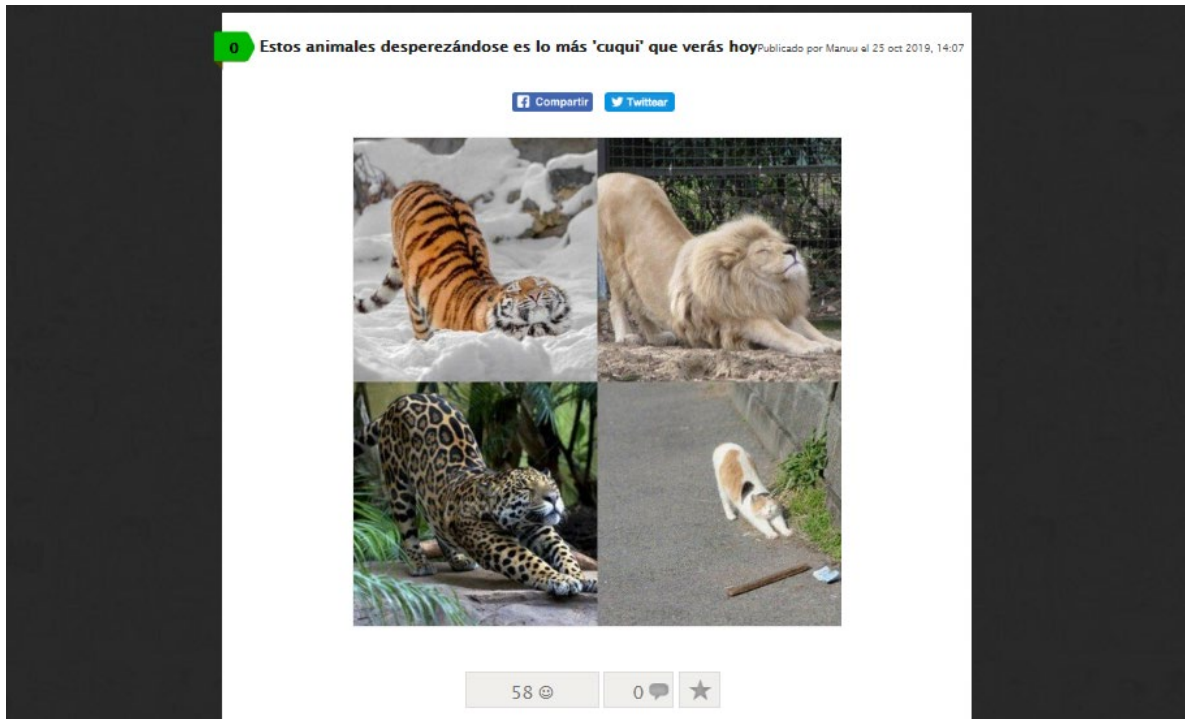 0 Estos animales desperezándose es lo más 'cuqui' que verás hoy Publicado por Manuu el 25 oct 2019, 14:07
Compartir Twittear
58 0